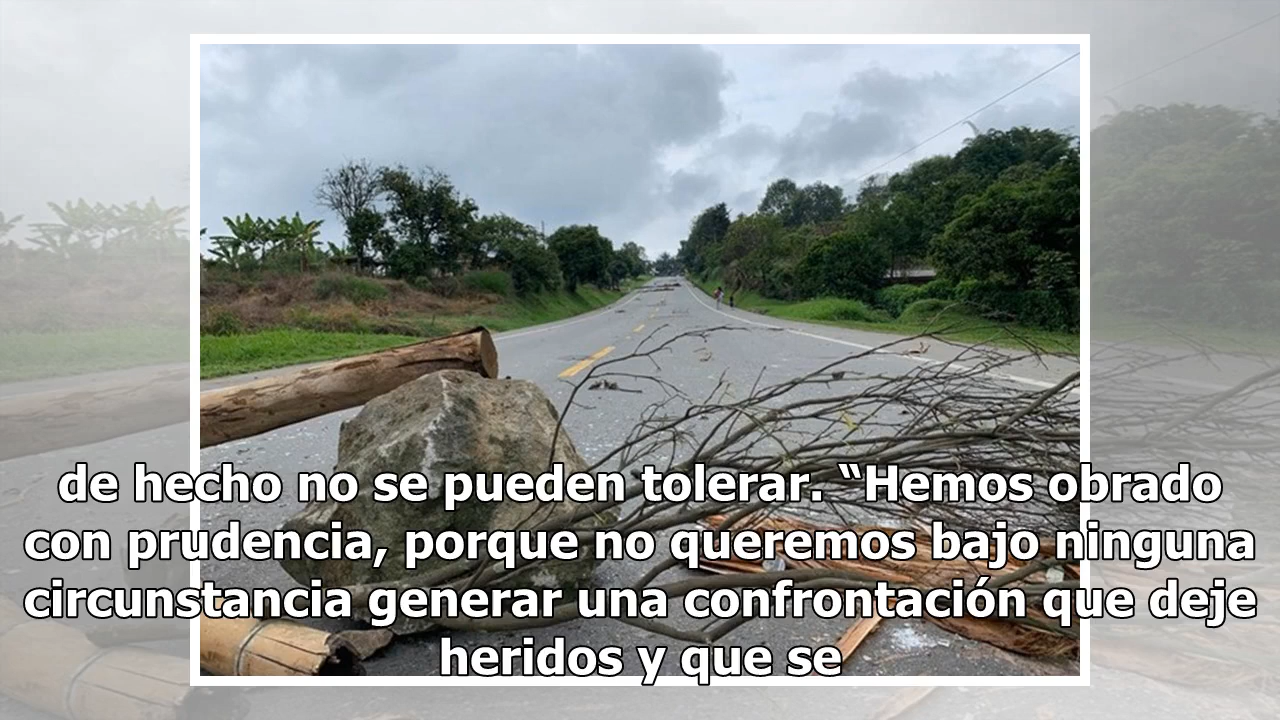 de hecho no se pueden tolerar. “Hemos obrado
con prudencia, porque no queremos bajo ninguna
circunstancia generar una confrontación que deje
heridos y que se